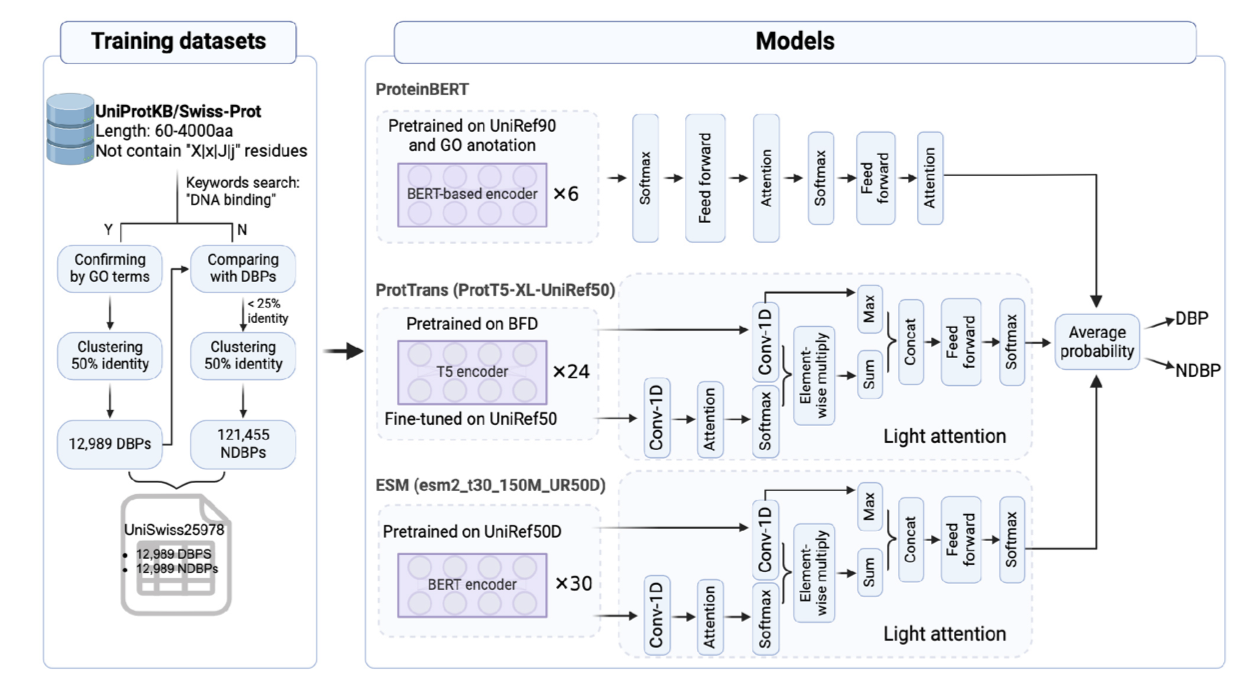 Training datasets
UniProtKB/Swiss-Prot
Length: 60-4000aa
Not contain "X|x|J|j" residues
Keywords search:
"DNA binding"
Y
N
Confirming
by GO terms
Comparing
with DBPs
< 25%
identity
Clustering
50% identity
Clustering
50% identity
12,989 DBPs
121,455
NDBPs
UniSwiss25978
• 12,989 DBPS
• 12,989 NDBPs
Models
ProteinBERT
Pretrained on UniRef90
and GO anotation
BERT-based encoder
×6
Softmax
Feed forward
Attention
Softmax
Feed
forward
Attention
ProtTrans (ProtT5-XL-UniRef50)
Pretrained on BFD
T5 encoder
×24
Fine-tuned on UniRef50
Conv-1D
Attention
Conv-1D
Softmax
Element-
wise multiply
Max
Sum
Concat
Feed
forward
Softmax
Light attention
ESM (esm2_t30_150M_UR50D)
Pretrained on UniRef50D
BERT encoder
×30
Conv-1D
Attention
Conv-1D
Softmax
Element-
wise multiply
Max
Sum
Concat
Feed
forward
Softmax
Light attention
Average
probability
DBP
NDBP